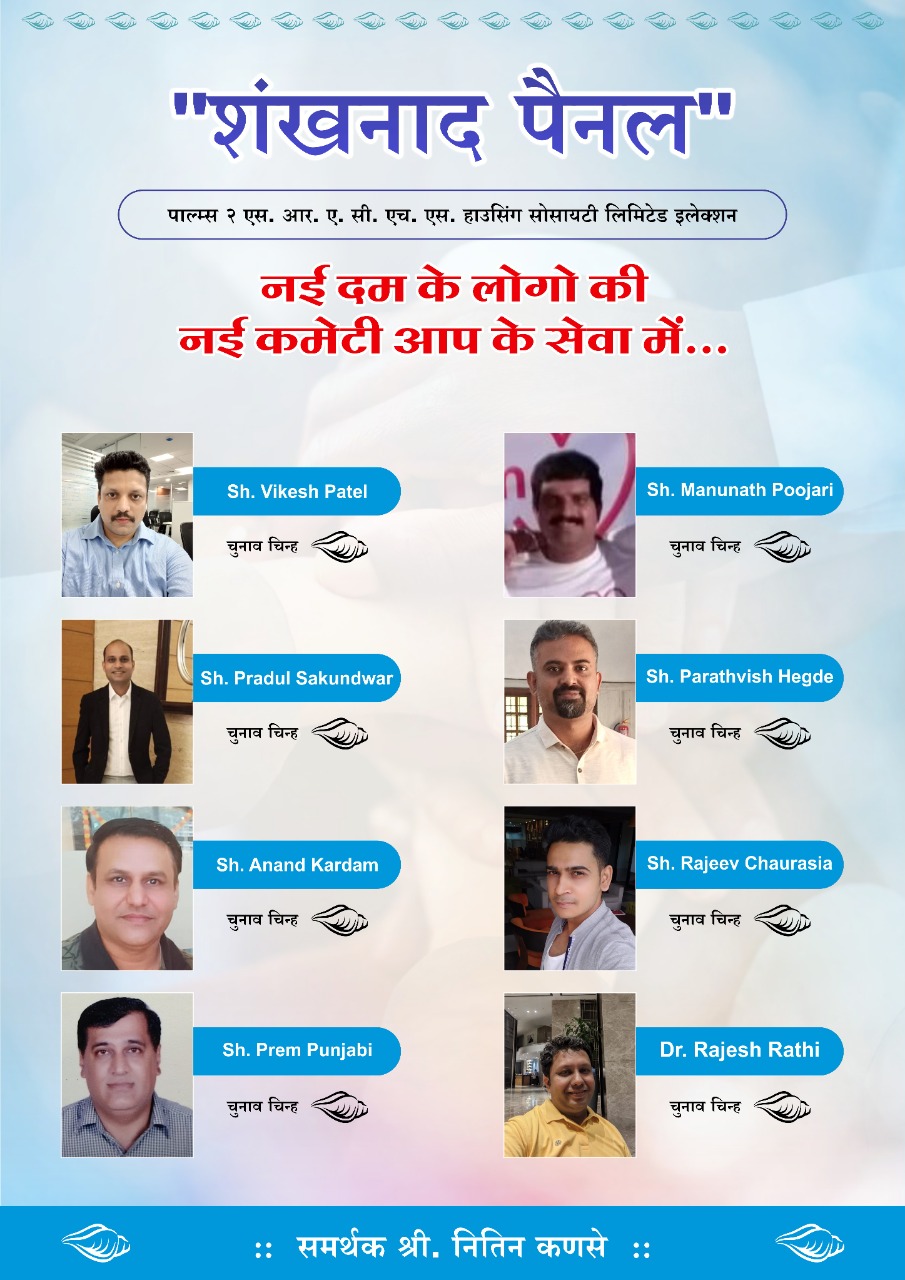 "शंखनाद पैनल"
पाल्म्स २ एस. आर. ए. सी. एच. एस. हाउसिंग सोसायटी लिमिटेड इलेक्शन
नई दम के लोगो की
नई कमेटी आप के सेवा में...
Sh. Vikesh Patel
चुनाव चिन्ह
Sh. Manunath Poojari
चुनाव चिन्ह
Sh. Pradul Sakundwar
चुनाव चिन्ह
Sh. Parathvish Hegde
चुनाव चिन्ह
Sh. Anand Kardam
चुनाव चिन्ह
Sh. Rajeev Chaurasia
चुनाव चिन्ह
Sh. Prem Punjabi
चुनाव चिन्ह
Dr. Rajesh Rathi
चुनाव चिन्ह
:: समर्थक श्री. नितिन कणसे ::